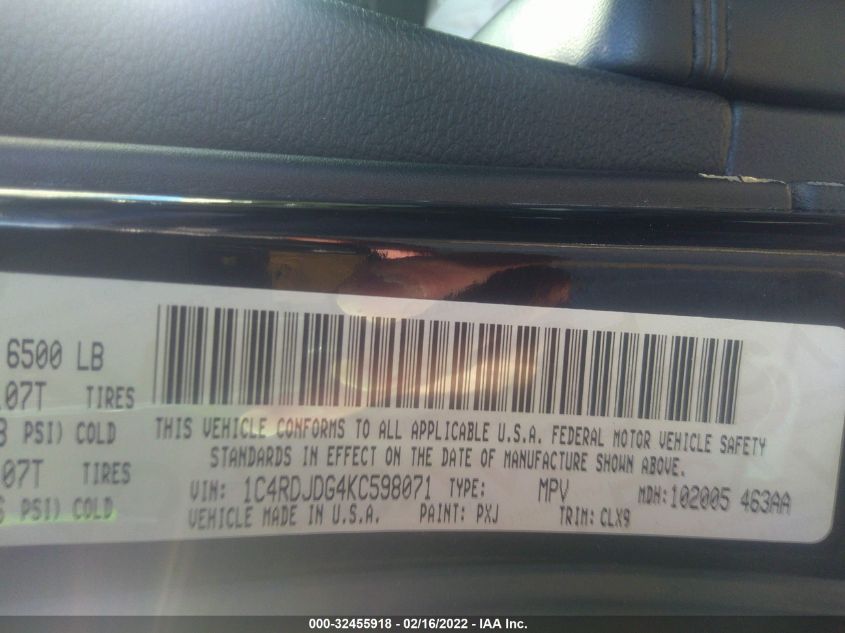 6500 LB
07T TIRES
PSI) COLD
07T TIRES
PSI) COLD
THIS VEHICLE CONFORMS TO ALL APPLICABLE U.S.A. FEDERAL MOTOR VEHICLE SAFETY
STANDARDS IN EFFECT ON THE DATE OF MANUFACTURE SHOWN ABOVE.
VIN: 1C4RDJDG4KC598071 TYPE: MPV MDH:102005 463AA
VEHICLE MADE IN U.S.A. PAINT: PXJ TRIM: CLX9
000-32455918 - 02/16/2022 - IAA Inc.